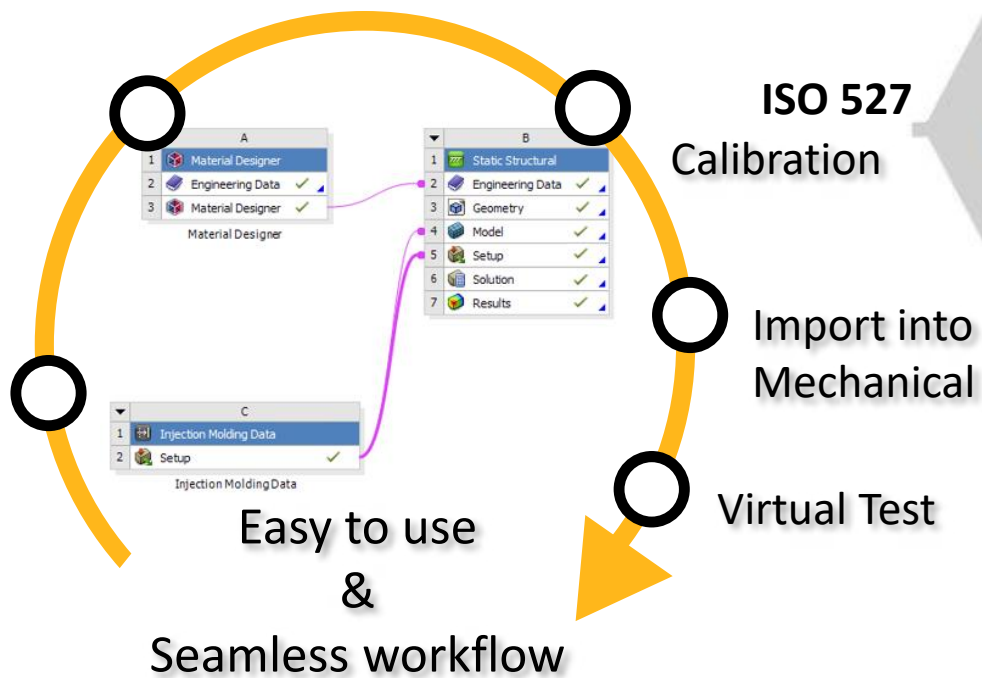 ISO 527
Calibration
A
1 Material Designer
2 Engineering Data
3 Material Designer
Material Designer
B
1 Static Structural
2 Engineering Data
3 Geometry
4 Model
5 Setup
6 Solution
7 Results
Import into
Mechanical
C
1 Injection Molding Data
2 Setup
Injection Molding Data
Virtual Test
Easy to use
&
Seamless workflow